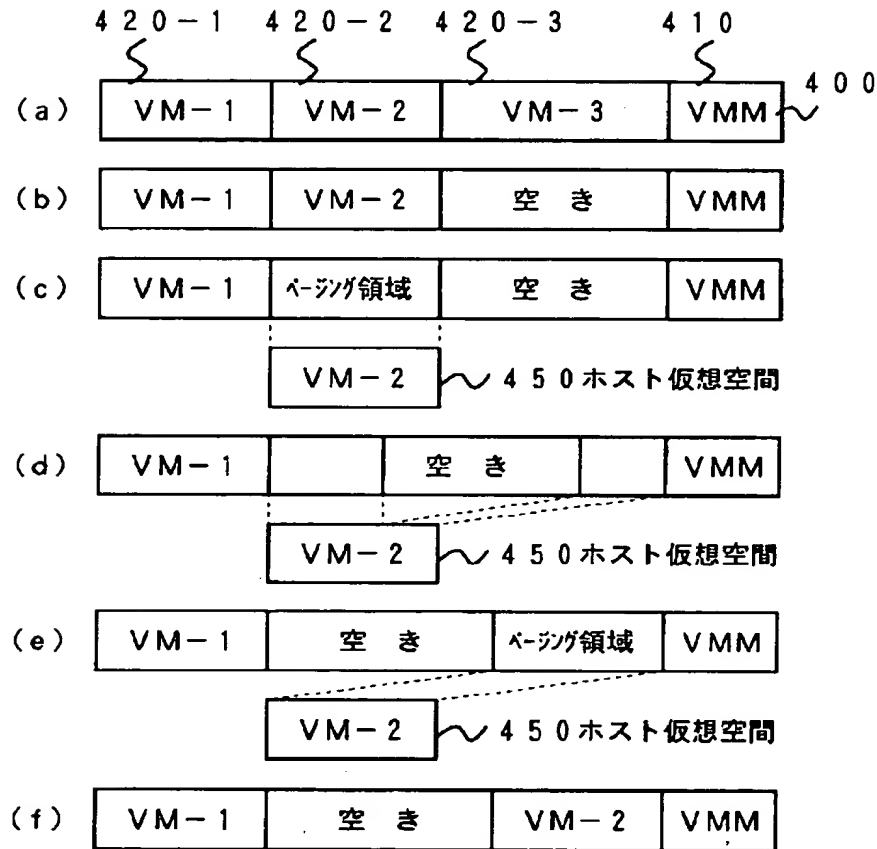 420-1 420-2 420-3 410
400
(a) VM-1 VM-2 VM-3 VMM
(b) VM-1 VM-2 空き VMM
(c) VM-1 ページング領域 空き VMM
VM-2 450ホスト仮想空間
(d) VM-1 空き VMM
VM-2 450ホスト仮想空間
(e) VM-1 空き ページング領域 VMM
VM-2 450ホスト仮想空間
(f) VM-1 空き VM-2 VMM